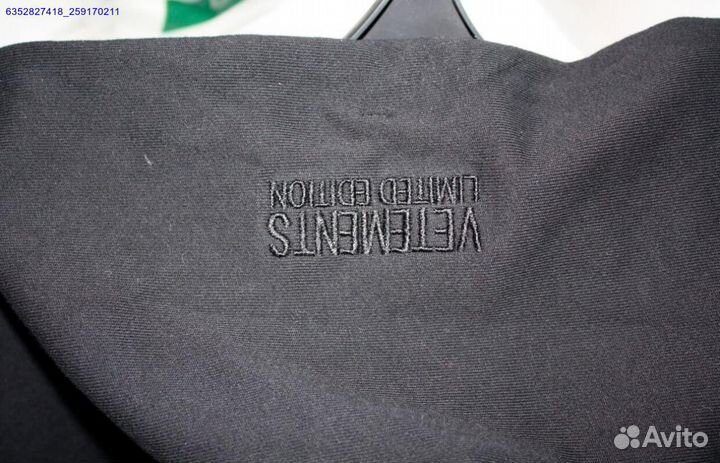 6352827418_259170211
VETEMENTS
LIMITED EDITION
Avito